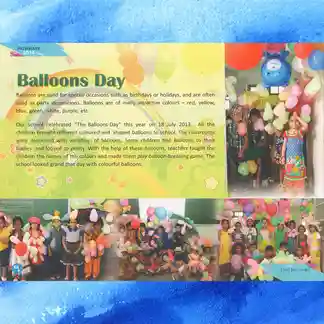 Balloons Day
Balloons are used for special occasions such as birthdays or holidays, and are often
used as party decorations. Balloons are of many attractive colours - red, yellow,
blue, green, white, purple, etc.
Our school celebrated "The Balloons Day" this year on 18 July 2013. All the
children brought different coloured and shaped balloons to school. The classrooms
were decorated with varieties of balloons. Some children tied balloons to their
bodies and looked so pretty. With the help of these balloons, teachers taught the
children the names of the colours and made them play balloon breaking game. The
school looked grand that day with colourful balloons.